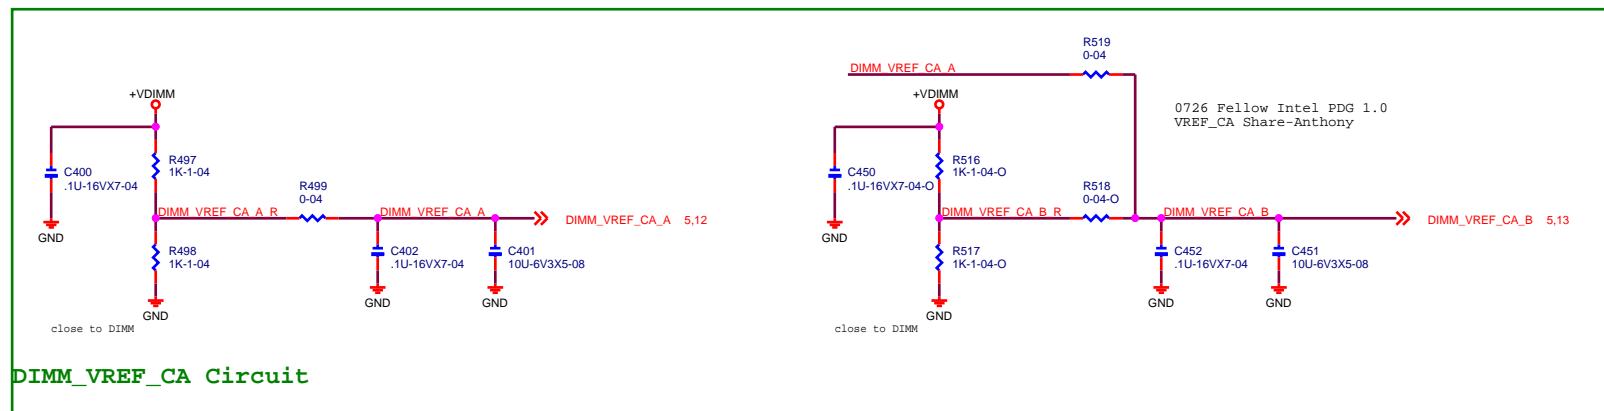 +VDIMM
C400
.1U-16VX7-04
GND
R497
1K-1-04
DIMM_VREF_CA_A_R
R499
0-04
DIMM_VREF_CA_A
DIMM_VREF_CA_A 5,12
R498
1K-1-04
GND
C402
.1U-16VX7-04
GND
C401
10U-6V3X5-08
GND
close to DIMM
DIMM_VREF_CA_A
R519
0-04
0726 Fellow Intel PDG 1.0
VREF_CA Share-Anthony
+VDIMM
C450
.1U-16VX7-04-O
GND
R516
1K-1-04-O
DIMM_VREF_CA_B_R
R518
0-04-O
DIMM_VREF_CA_B
DIMM_VREF_CA_B 5,13
R517
1K-1-04-O
GND
C452
.1U-16VX7-04
GND
C451
10U-6V3X5-08
GND
close to DIMM
DIMM_VREF_CA Circuit